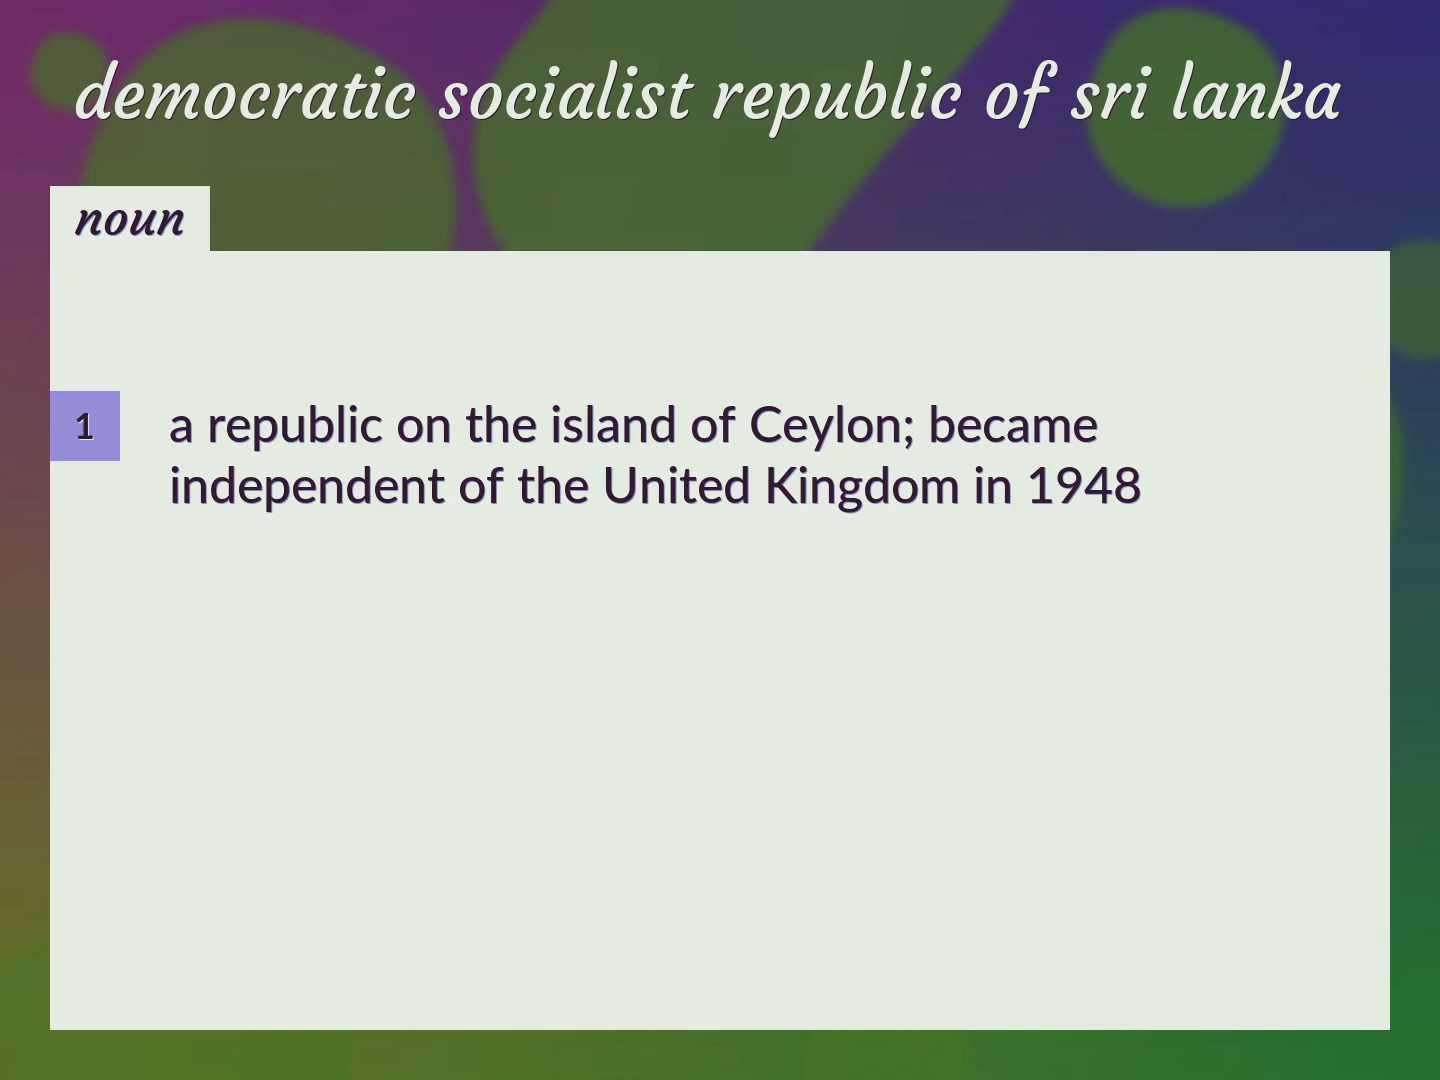 democratic socialist republic of sri lanka
noun
1 a republic on the island of Ceylon; became
independent of the United Kingdom in 1948